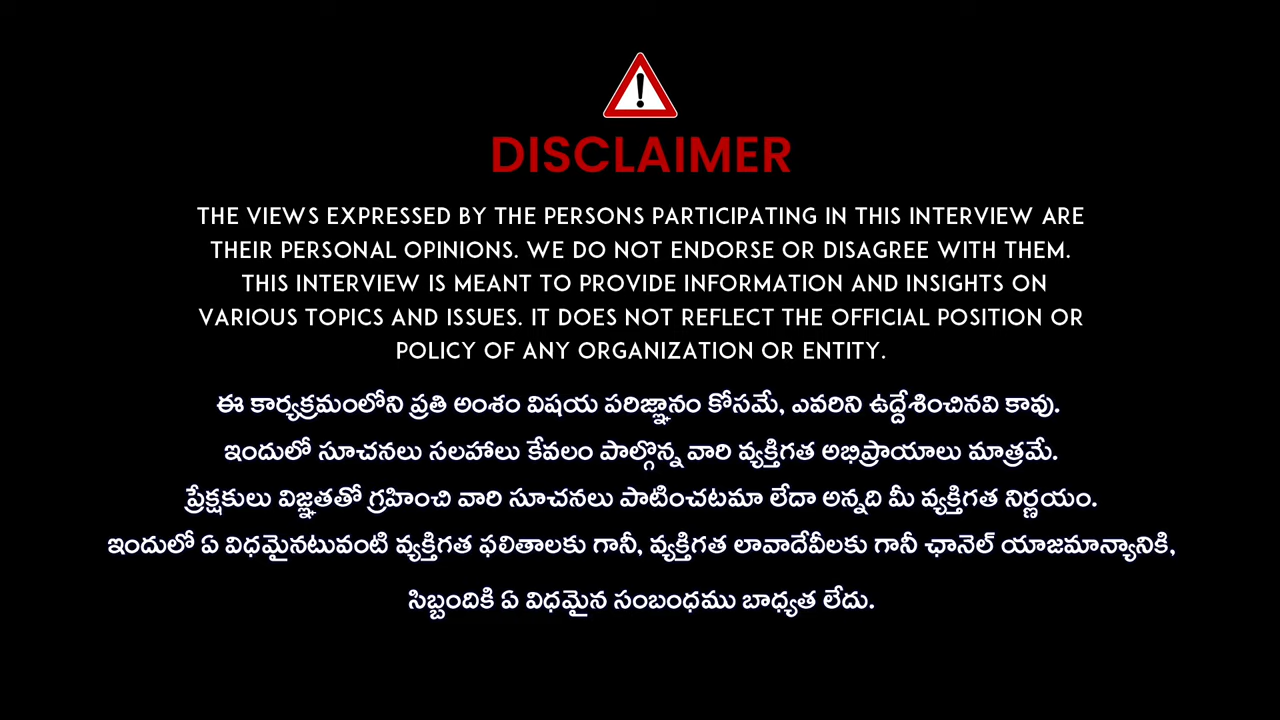 DISCLAIMER
THE VIEWS EXPRESSED BY THE PERSONS PARTICIPATING IN THIS INTERVIEW ARE
THEIR PERSONAL OPINIONS. WE DO NOT ENDORSE OR DISAGREE WITH THEM.
THIS INTERVIEW IS MEANT TO PROVIDE INFORMATION AND INSIGHTS ON
VARIOUS TOPICS AND ISSUES. IT DOES NOT REFLECT THE OFFICIAL POSITION OR
POLICY OF ANY ORGANIZATION OR ENTITY.
ఈ కార్యక్రమంలోని ప్రతి అంశం విషయ పరిజ్ఞానం కోసమే, ఎవరిని ఉద్దేశించినవి కావు.
ఇందులో సూచనలు సలహాలు కేవలం పాల్గొన్న వారి వ్యక్తిగత అభిప్రాయాలు మాత్రమే.
ప్రేక్షకులు విజ్ఞతతో గ్రహించి వారి సూచనలు పాటించటమా లేదా అన్నది మీ వ్యక్తిగత నిర్ణయం.
ఇందులో ఏ విధమైనటువంటి వ్యక్తిగత ఫలితాలకు గానీ, వ్యక్తిగత లావాదేవీలకు గానీ ఛానెల్ యాజమాన్యానికి,
సిబ్బందికి ఏ విధమైన సంబంధము బాధ్యత లేదు.